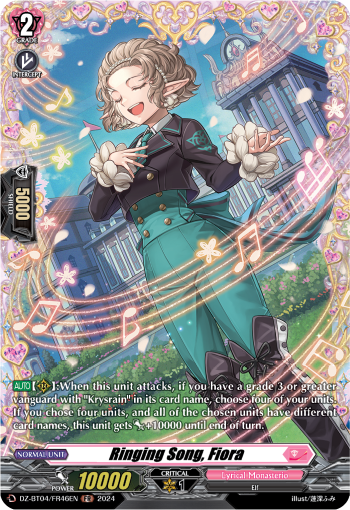 2
GRADE
INTERCEPT
5000
SHIELD
AUTO【R】:When this unit attacks, if you have a grade 3 or greater
vanguard with "Krysrain" in its card name, choose four of your units.
If you chose four units, and all of the chosen units have different
card names, this unit gets +10000 until end of turn.
NORMAL UNIT
Ringing Song, Fiora
POWER
10000
CRITICAL
1
Lyrical Monasterio
Elf
DZ-BT04/FR46EN FR 2024
illust/蓮深ふみ